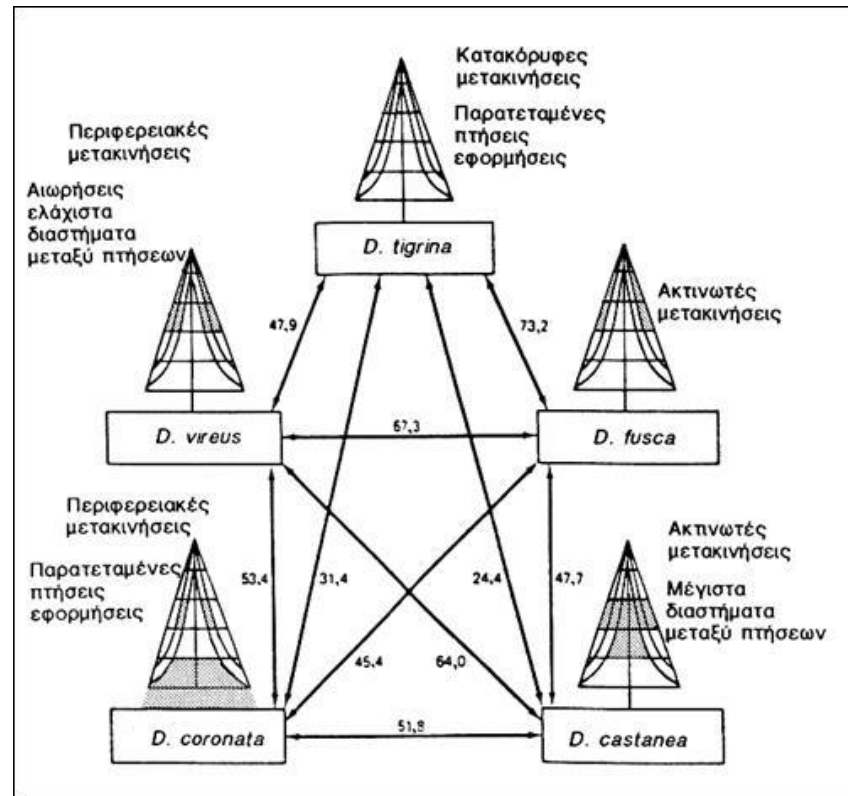 Κατακόρυφες
μετακινήσεις
Παρατεταμένες
πτήσεις
εφορμήσεις
Περιφερειακές
μετακινήσεις
Αιωρήσεις
ελάχιστα
διαστήματα
μεταξύ πτήσεων
D. tigrina
Ακτινωτές
μετακινήσεις
47,9
73,2
D. vireus
67,3
D. fusca
Περιφερειακές
μετακινήσεις
Παρατεταμένες
πτήσεις
εφορμήσεις
53,4
31,4
24,4
47,7
Ακτινωτές
μετακινήσεις
Μέγιστα
διαστήματα
μεταξύ πτήσεων
45,4
64,0
D. coronata
51,8
D. castanea